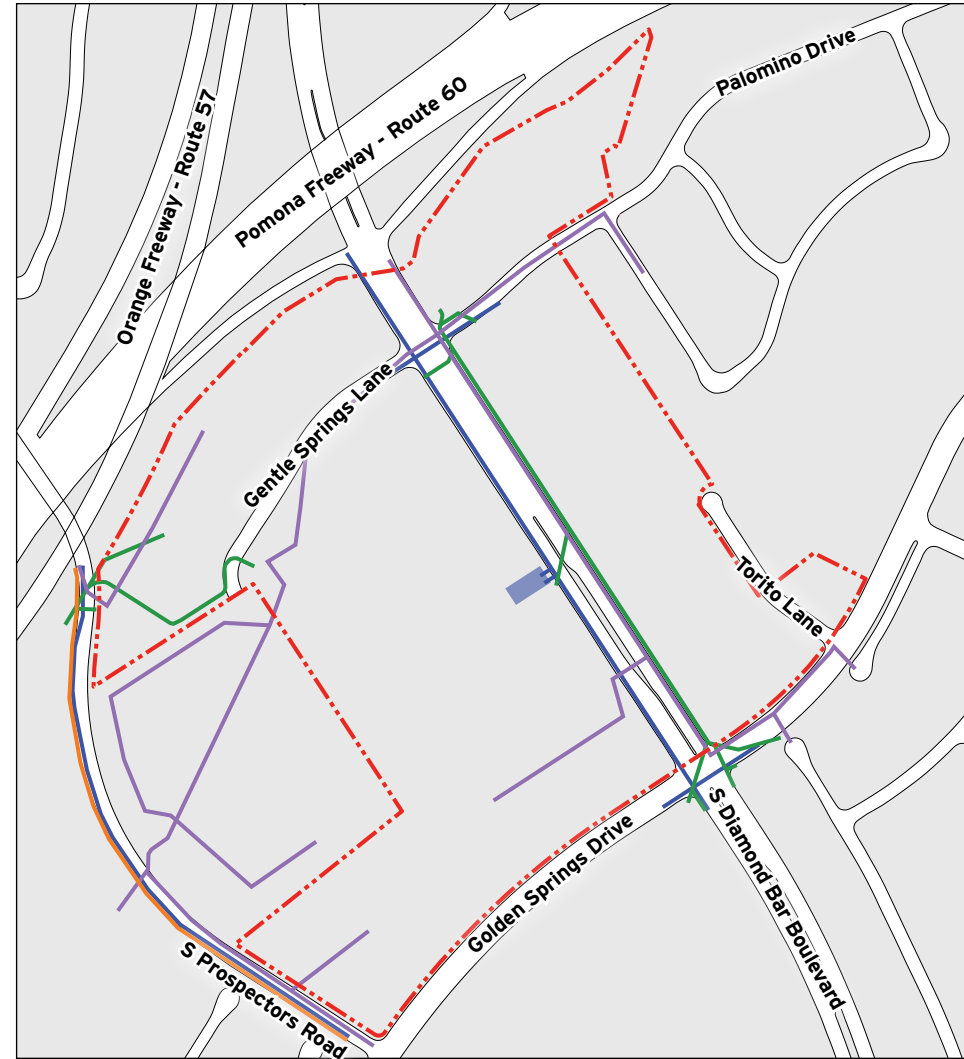 Palomino Drive
Orange Freeway - Route 57
Pomona Freeway - Route 60
Gentle Springs Lane
Torito Lane
Golden Springs Drive
S Diamond Bar Boulevard
S Prospectors Road